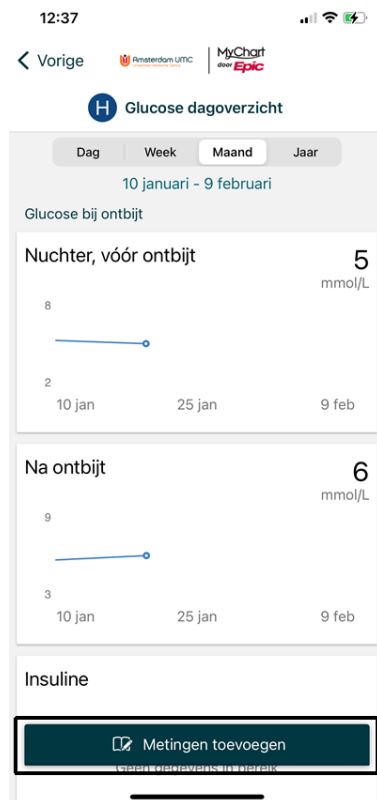 12:37
Vorige
Amsterdam UMC
MyChart
door Epic
H Glucose dagoverzicht
Dag Week Maand Jaar
10 januari - 9 februari
Glucose bij ontbijt
Nuchter, vóór ontbijt 5
mmol/L
8
2
10 jan 25 jan 9 feb
Na ontbijt 6
mmol/L
9
3
10 jan 25 jan 9 feb
Insuline
Metingen toevoegen
Geen gegevens in bereik